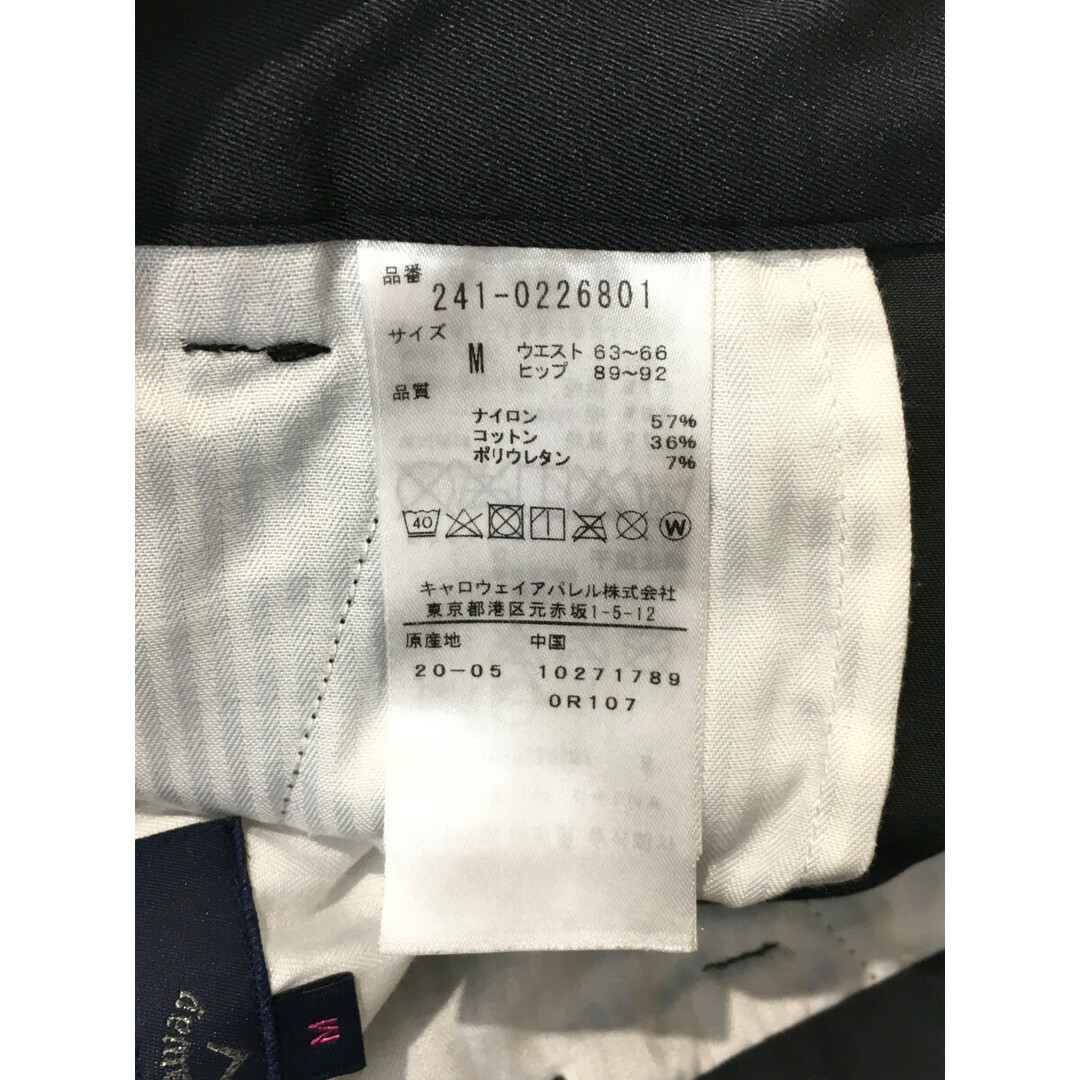 品番
241-0226801
サイズ
M ウエスト 63〜66
ヒップ 89〜92
品質
ナイロン 57%
コットン 36%
ポリウレタン 7%
40 W
キャロウェイアパレル株式会社
東京都港区元赤坂1-5-12
原産地 中国
20-05 10271789
0R107
M